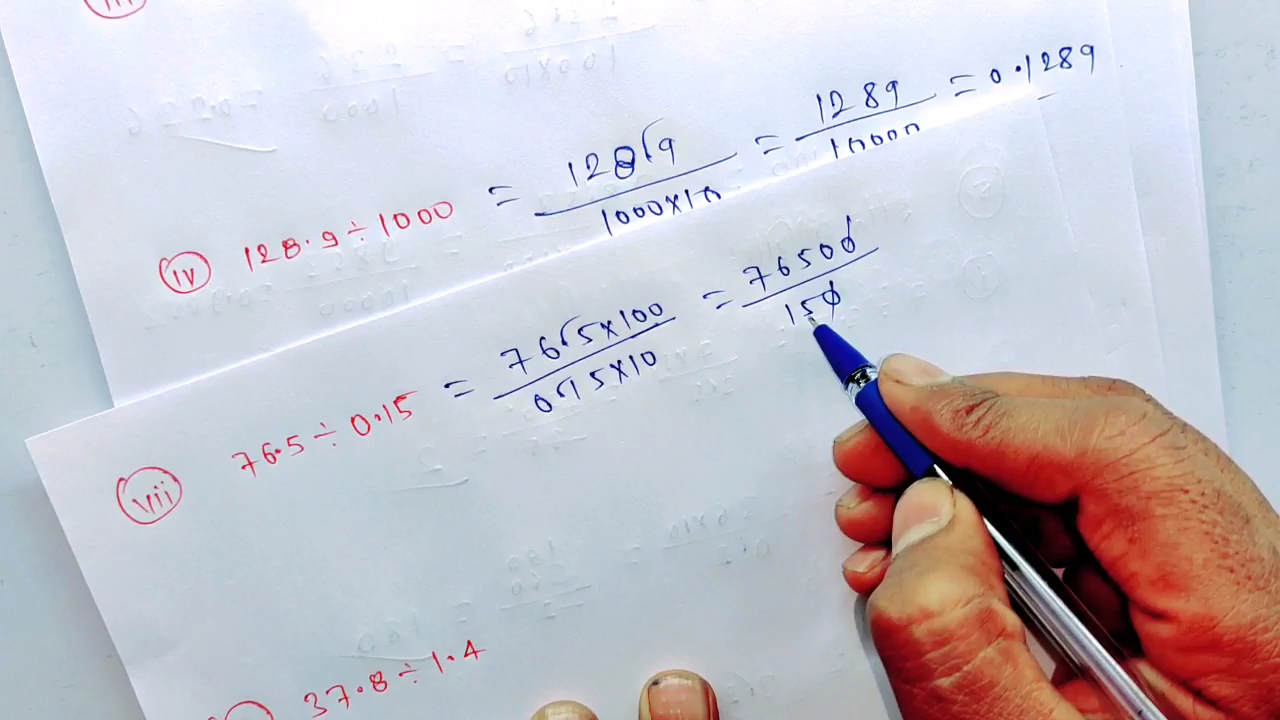 iii
iv 128.9 ÷ 1000 = 128.9 / 1000×10 = 1289 / 10000 = 0.1289
vii 76.5 ÷ 0.15 = 76.5×100 / 0.15×10 = 76500 / 150
37.8 ÷ 1.4